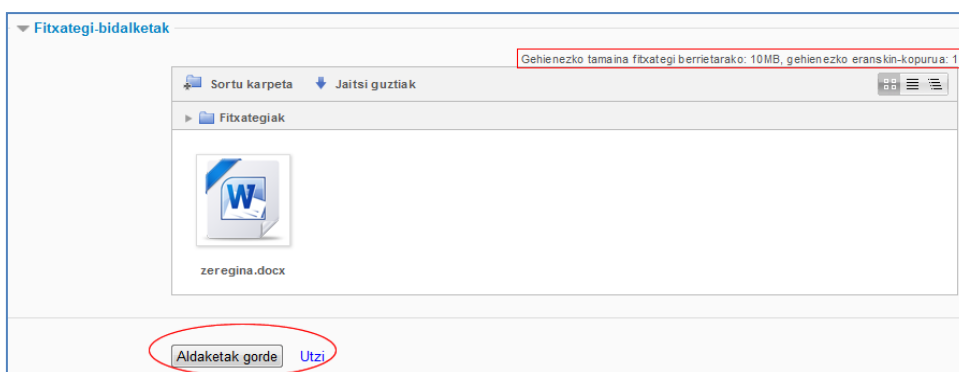 Fitxategi-bidalketak
Gehienezko tamaina fitxategi berrietarako: 10MB, gehienezko eranskin-kopurua: 1
Sortu karpeta Jaitsi guztiak
Fitxategiak
W
zeregina.docx
Aldaketak gorde Utzi